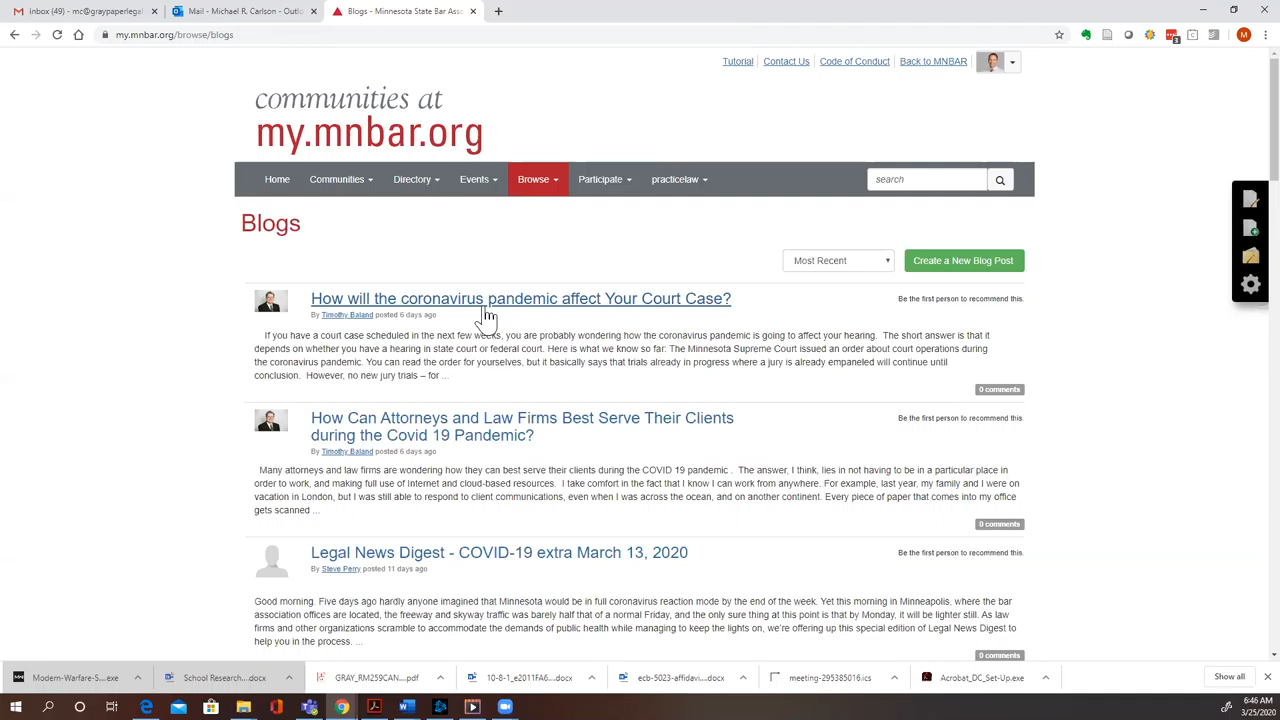 inbox (49) - mc@graypaperlegal
Mail - Michael R. Carlson - Outlo
Blogs - Minnesota State Bar Asso
my.mnbar.org/browse/blogs
3
M
Tutorial
Contact Us
Code of Conduct
Back to MNBAR
communities at
my.mnbar.org
Home
Communities
Directory
Events
Browse
Participate
practicelaw
search
Blogs
Most Recent
Create a New Blog Post
How will the coronavirus pandemic affect Your Court Case?
Be the first person to recommend this.
By Timothy Baland posted 6 days ago
If you have a court case scheduled in the next few weeks, you are probably wondering how the coronavirus pandemic is going to affect your hearing. The short answer is that it
depends on whether you have a hearing in state court or federal court. Here is what we know so far: The Minnesota Supreme Court issued an order about court operations during
the coronavirus pandemic. You can read the order for yourselves, but it basically says that trials already in progress where a jury is already empaneled will continue until
conclusion. However, no new jury trials – for ...
0 comments
How Can Attorneys and Law Firms Best Serve Their Clients
during the Covid 19 Pandemic?
Be the first person to recommend this.
By Timothy Baland posted 6 days ago
Many attorneys and law firms are wondering how they can best serve their clients during the COVID 19 pandemic . The answer, I think, lies in not having to be in a particular place in
order to work, and making full use of Internet and cloud-based resources. I take comfort in the fact that I know I can work from anywhere. For example, last year, my family and I were on
vacation in London, but I was still able to respond to client communications, even when I was across the ocean, and on another continent. Every piece of paper that comes into my office
gets scanned ...
0 comments
Legal News Digest - COVID-19 extra March 13, 2020
Be the first person to recommend this.
By Steve Perry posted 11 days ago
Good morning. Five days ago hardly anyone imagined that Minnesota would be in full coronavirus reaction mode by the end of the week. Yet this morning in Minneapolis, where the bar
association offices are located, the freeway and skyway traffic was barely half that of a normal Friday, and the only sure thing at this point is that by Monday, it will be lighter still. As law
firms and other organizations scramble to accommodate the demands of public health while managing to keep the lights on, we're offering up this special edition of Legal News Digest to
help you in the process. ...
0 comments
Modern-Warfare-S....exe
School Research....docx
GRAY_RM259CAN....pdf
10-8-1_e2011FA6....docx
ecb-5023-affidavi....docx
meeting-295385016.ics
Acrobat_DC_Set-Up.exe
Show all
6:46 AM
3/25/2020